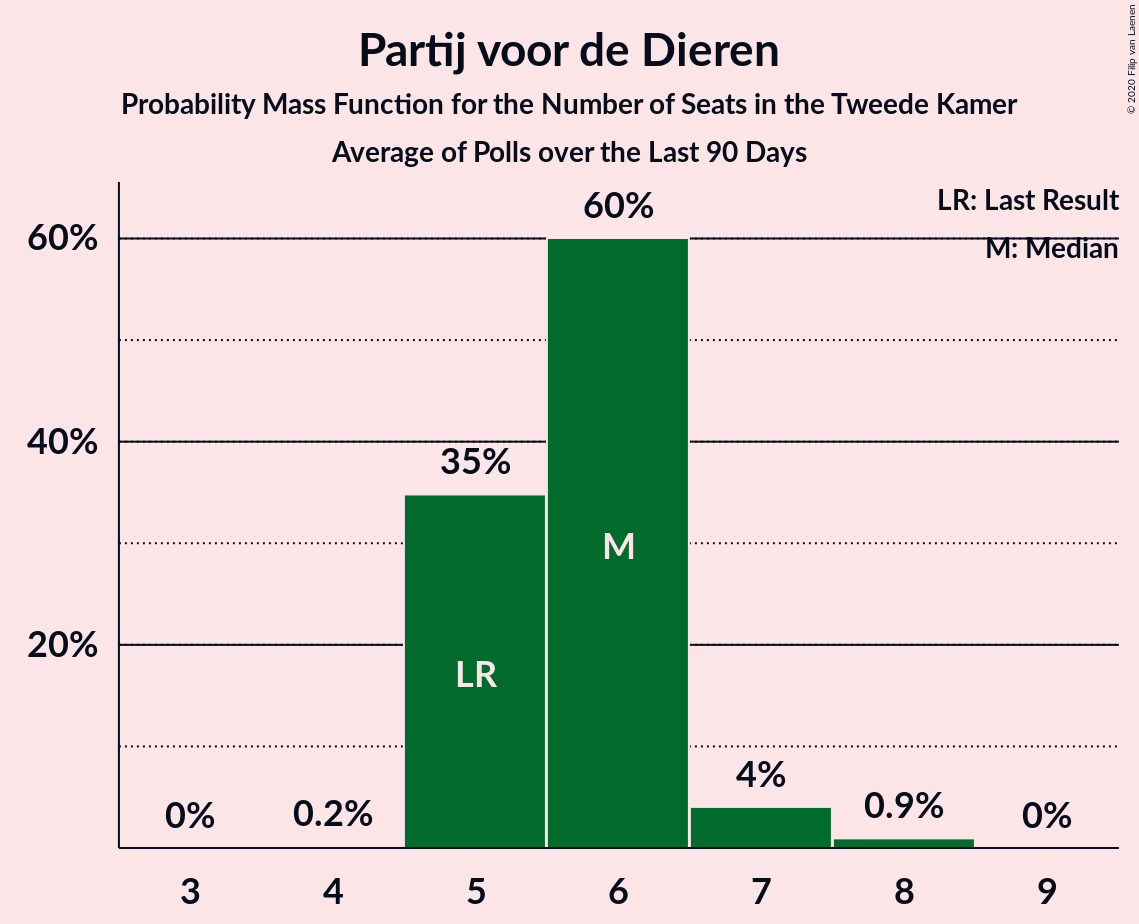 Partij voor de Dieren
Probability Mass Function for the Number of Seats in the Tweede Kamer
Average of Polls over the Last 90 Days
© 2020 Filip van Laenen
LR: Last Result
M: Median
60%
40%
20%
0%
0.2%
35%
60%
4%
0.9%
0%
LR
M
3 4 5 6 7 8 9